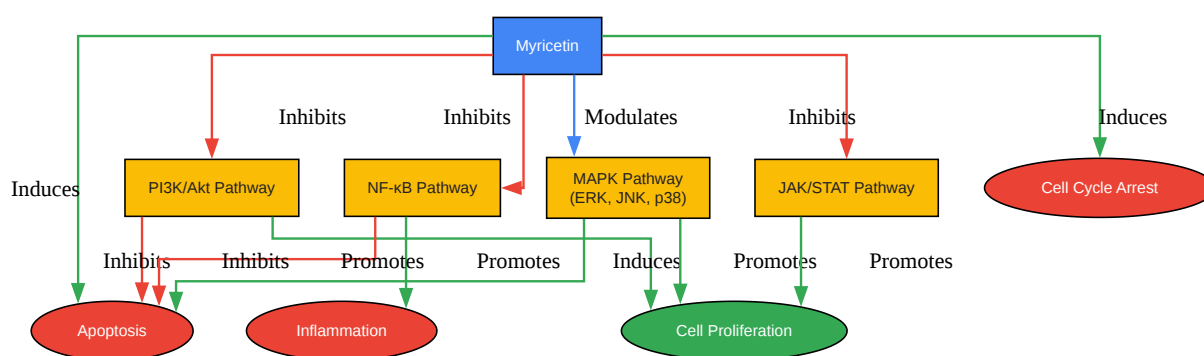 Myricetin
Inhibits
Inhibits
Modulates
Inhibits
Induces
Induces
PI3K/Akt Pathway
NF-κB Pathway
MAPK Pathway
(ERK, JNK, p38)
JAK/STAT Pathway
Cell Cycle Arrest
Inhibits
Inhibits
Promotes
Promotes
Induces
Promotes
Promotes
Apoptosis
Inflammation
Cell Proliferation